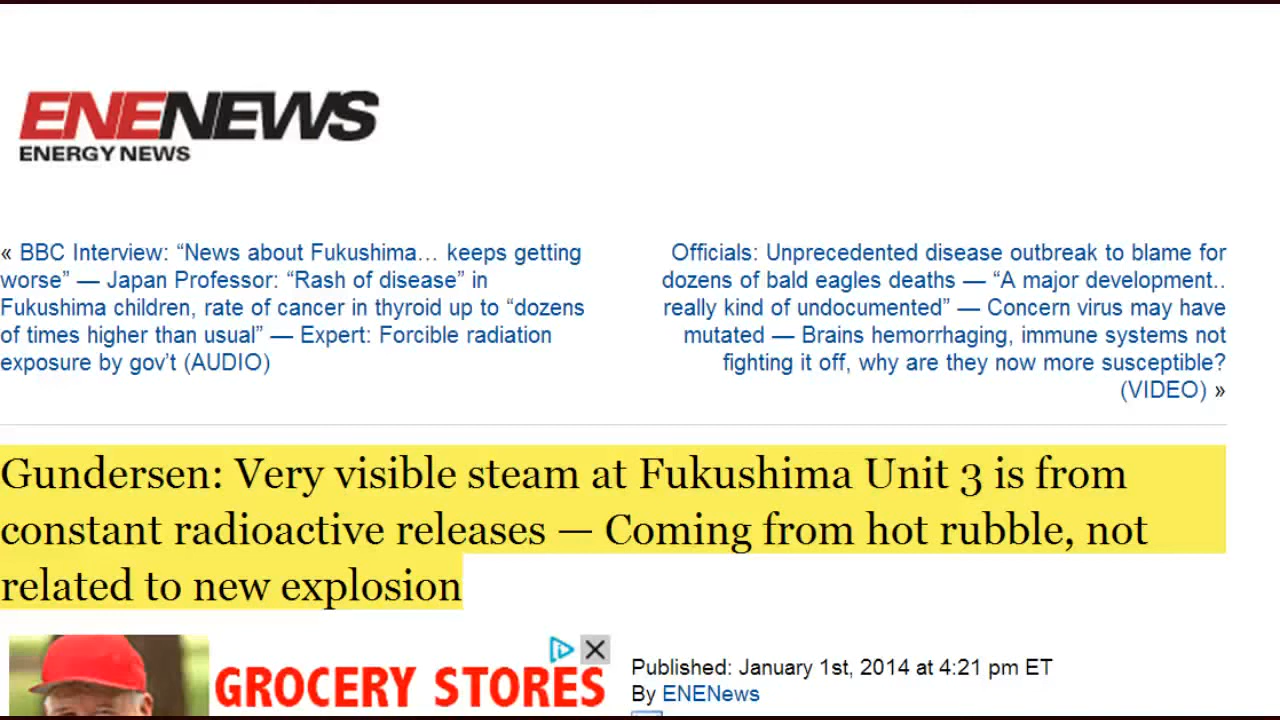 ENENEWS
ENERGY NEWS
« BBC Interview: “News about Fukushima… keeps getting
worse” — Japan Professor: “Rash of disease” in
Fukushima children, rate of cancer in thyroid up to “dozens
of times higher than usual” — Expert: Forcible radiation
exposure by gov’t (AUDIO)
Officials: Unprecedented disease outbreak to blame for
dozens of bald eagles deaths — “A major development..
really kind of undocumented” — Concern virus may have
mutated — Brains hemorrhaging, immune systems not
fighting it off, why are they now more susceptible?
(VIDEO) »
Gundersen: Very visible steam at Fukushima Unit 3 is from
constant radioactive releases — Coming from hot rubble, not
related to new explosion
GROCERY STORES
Published: January 1st, 2014 at 4:21 pm ET
By ENENews